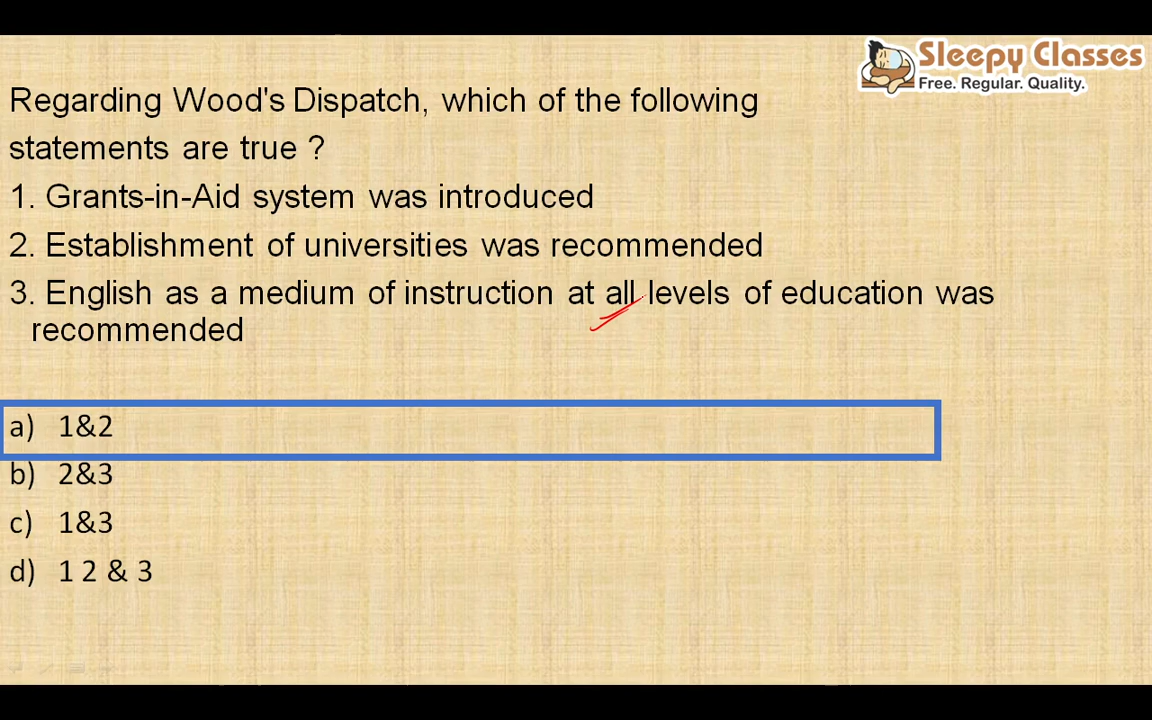 Sleepy Classes
Free. Regular. Quality.
Regarding Wood's Dispatch, which of the following
statements are true ?
1. Grants-in-Aid system was introduced
2. Establishment of universities was recommended
3. English as a medium of instruction at all levels of education was
recommended
a) 1&2
b) 2&3
c) 1&3
d) 1 2 & 3